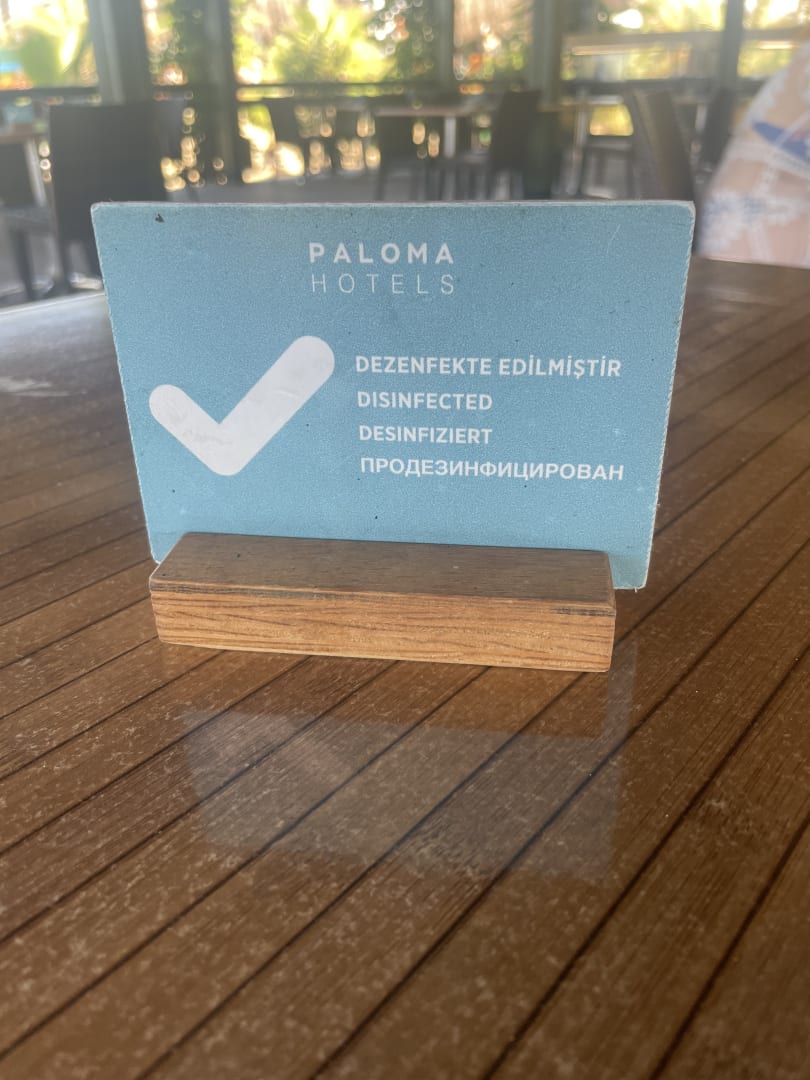 PALOMA
HOTELS
DEZENFEKTE EDİLMİŞTİR
DISINFECTED
DESINFIZIERT
ПРОДЕЗИНФИЦИРОВАН